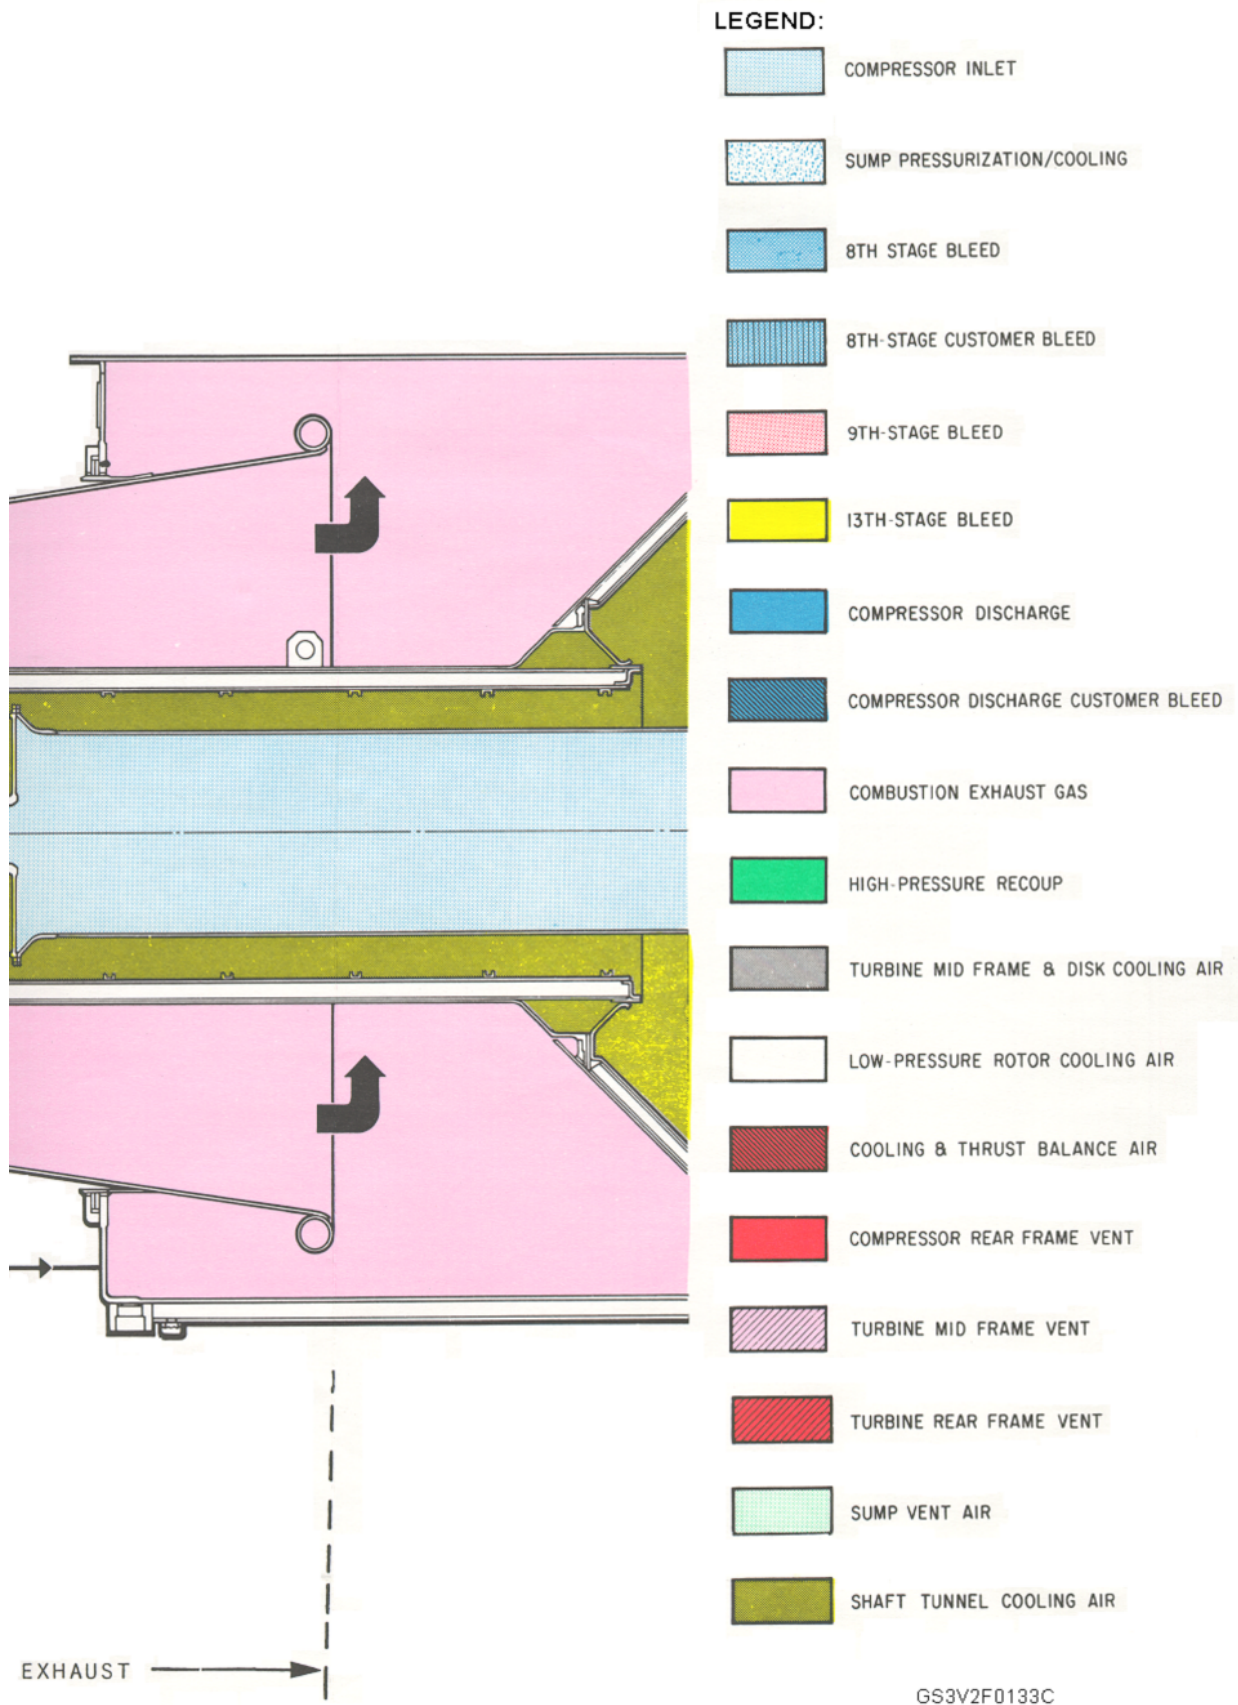 LEGEND:
COMPRESSOR INLET
SUMP PRESSURIZATION/COOLING
8TH STAGE BLEED
8TH-STAGE CUSTOMER BLEED
9TH-STAGE BLEED
13TH-STAGE BLEED
COMPRESSOR DISCHARGE
COMPRESSOR DISCHARGE CUSTOMER BLEED
COMBUSTION EXHAUST GAS
HIGH-PRESSURE RECOUP
TURBINE MID FRAME & DISK COOLING AIR
LOW-PRESSURE ROTOR COOLING AIR
COOLING & THRUST BALANCE AIR
COMPRESSOR REAR FRAME VENT
TURBINE MID FRAME VENT
TURBINE REAR FRAME VENT
SUMP VENT AIR
SHAFT TUNNEL COOLING AIR
EXHAUST
GS3V2F0133C